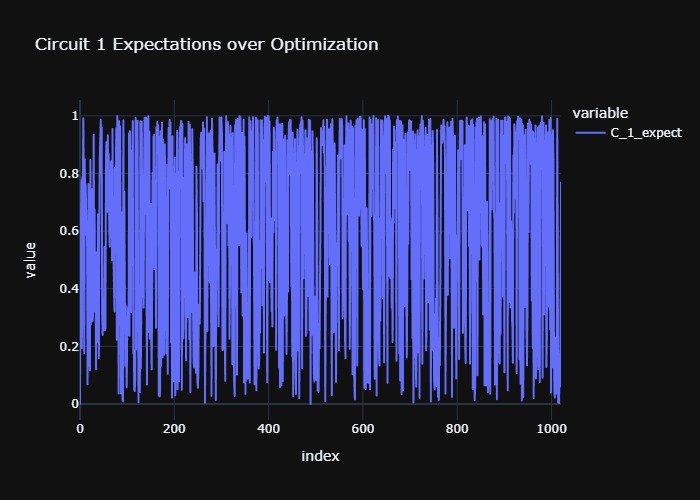 Circuit 1 Expectations over Optimization
variable
C_1_expect
value
1
0.8
0.6
0.4
0.2
0
0 200 400 600 800 1000
index